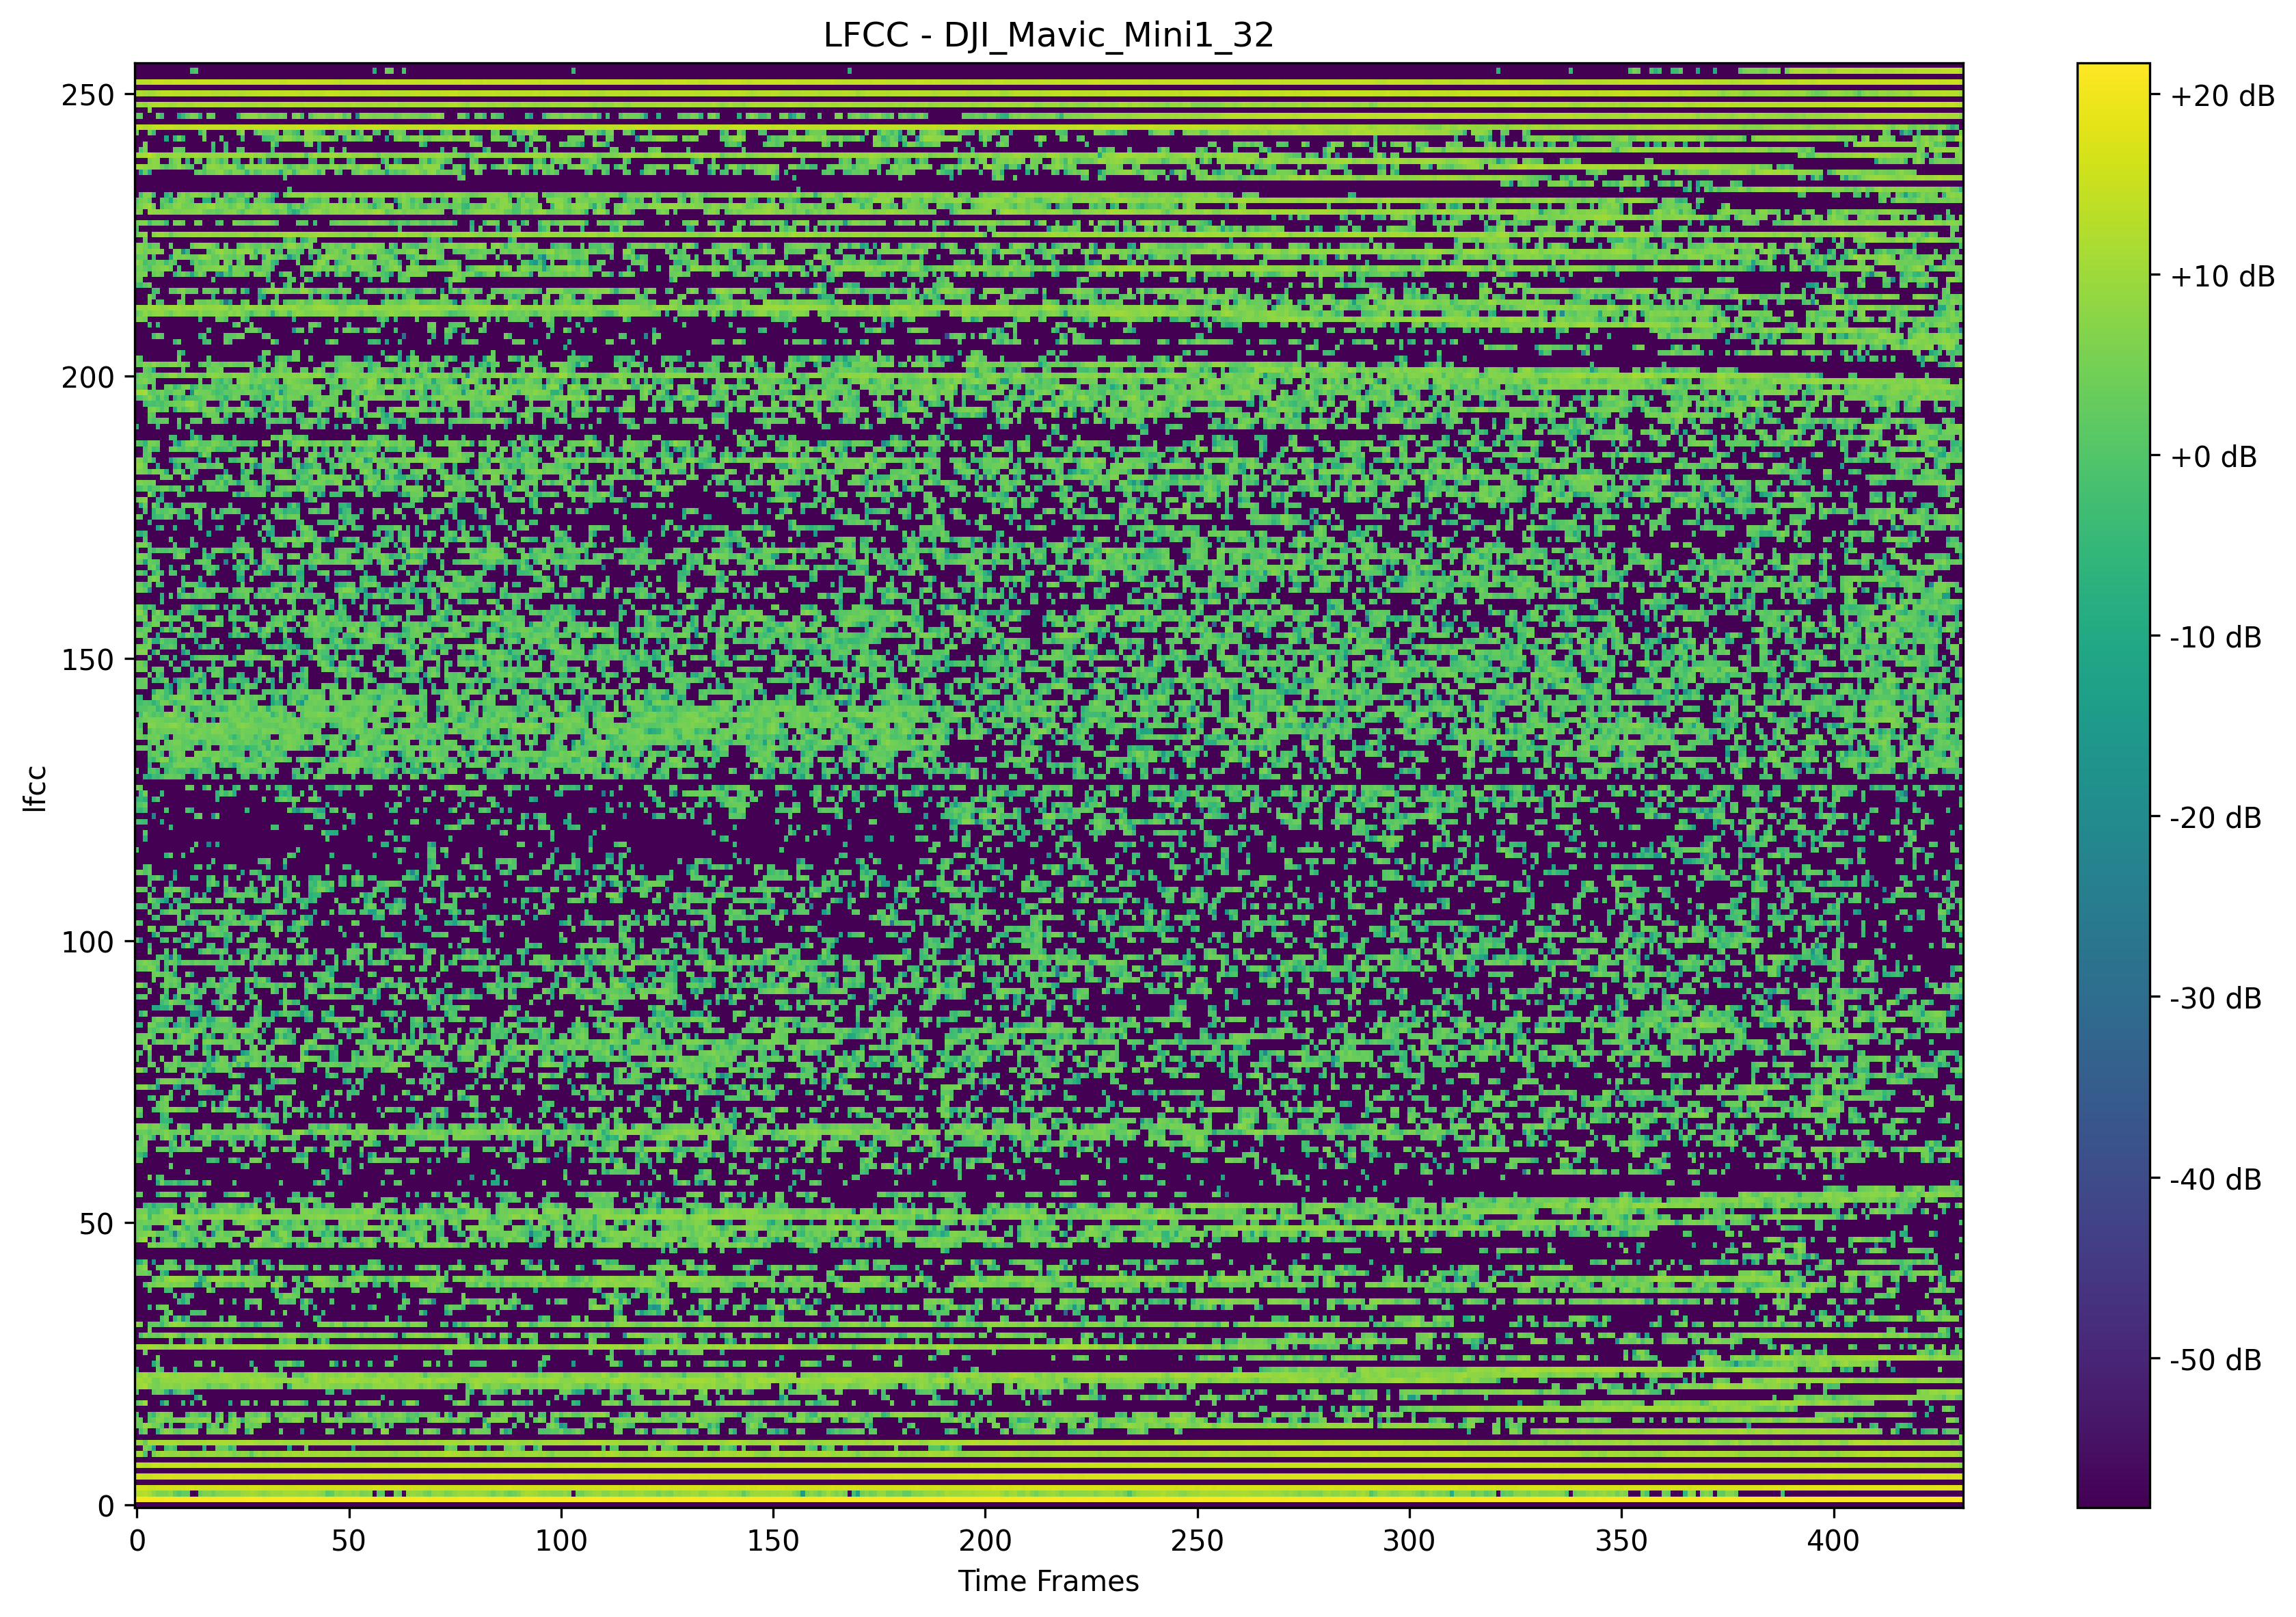 LFCC - DJI_Mavic_Mini1_32
250
200
150
100
50
0
lfcc
0 50 100 150 200 250 300 350 400
Time Frames
+20 dB
+10 dB
+0 dB
-10 dB
-20 dB
-30 dB
-40 dB
-50 dB